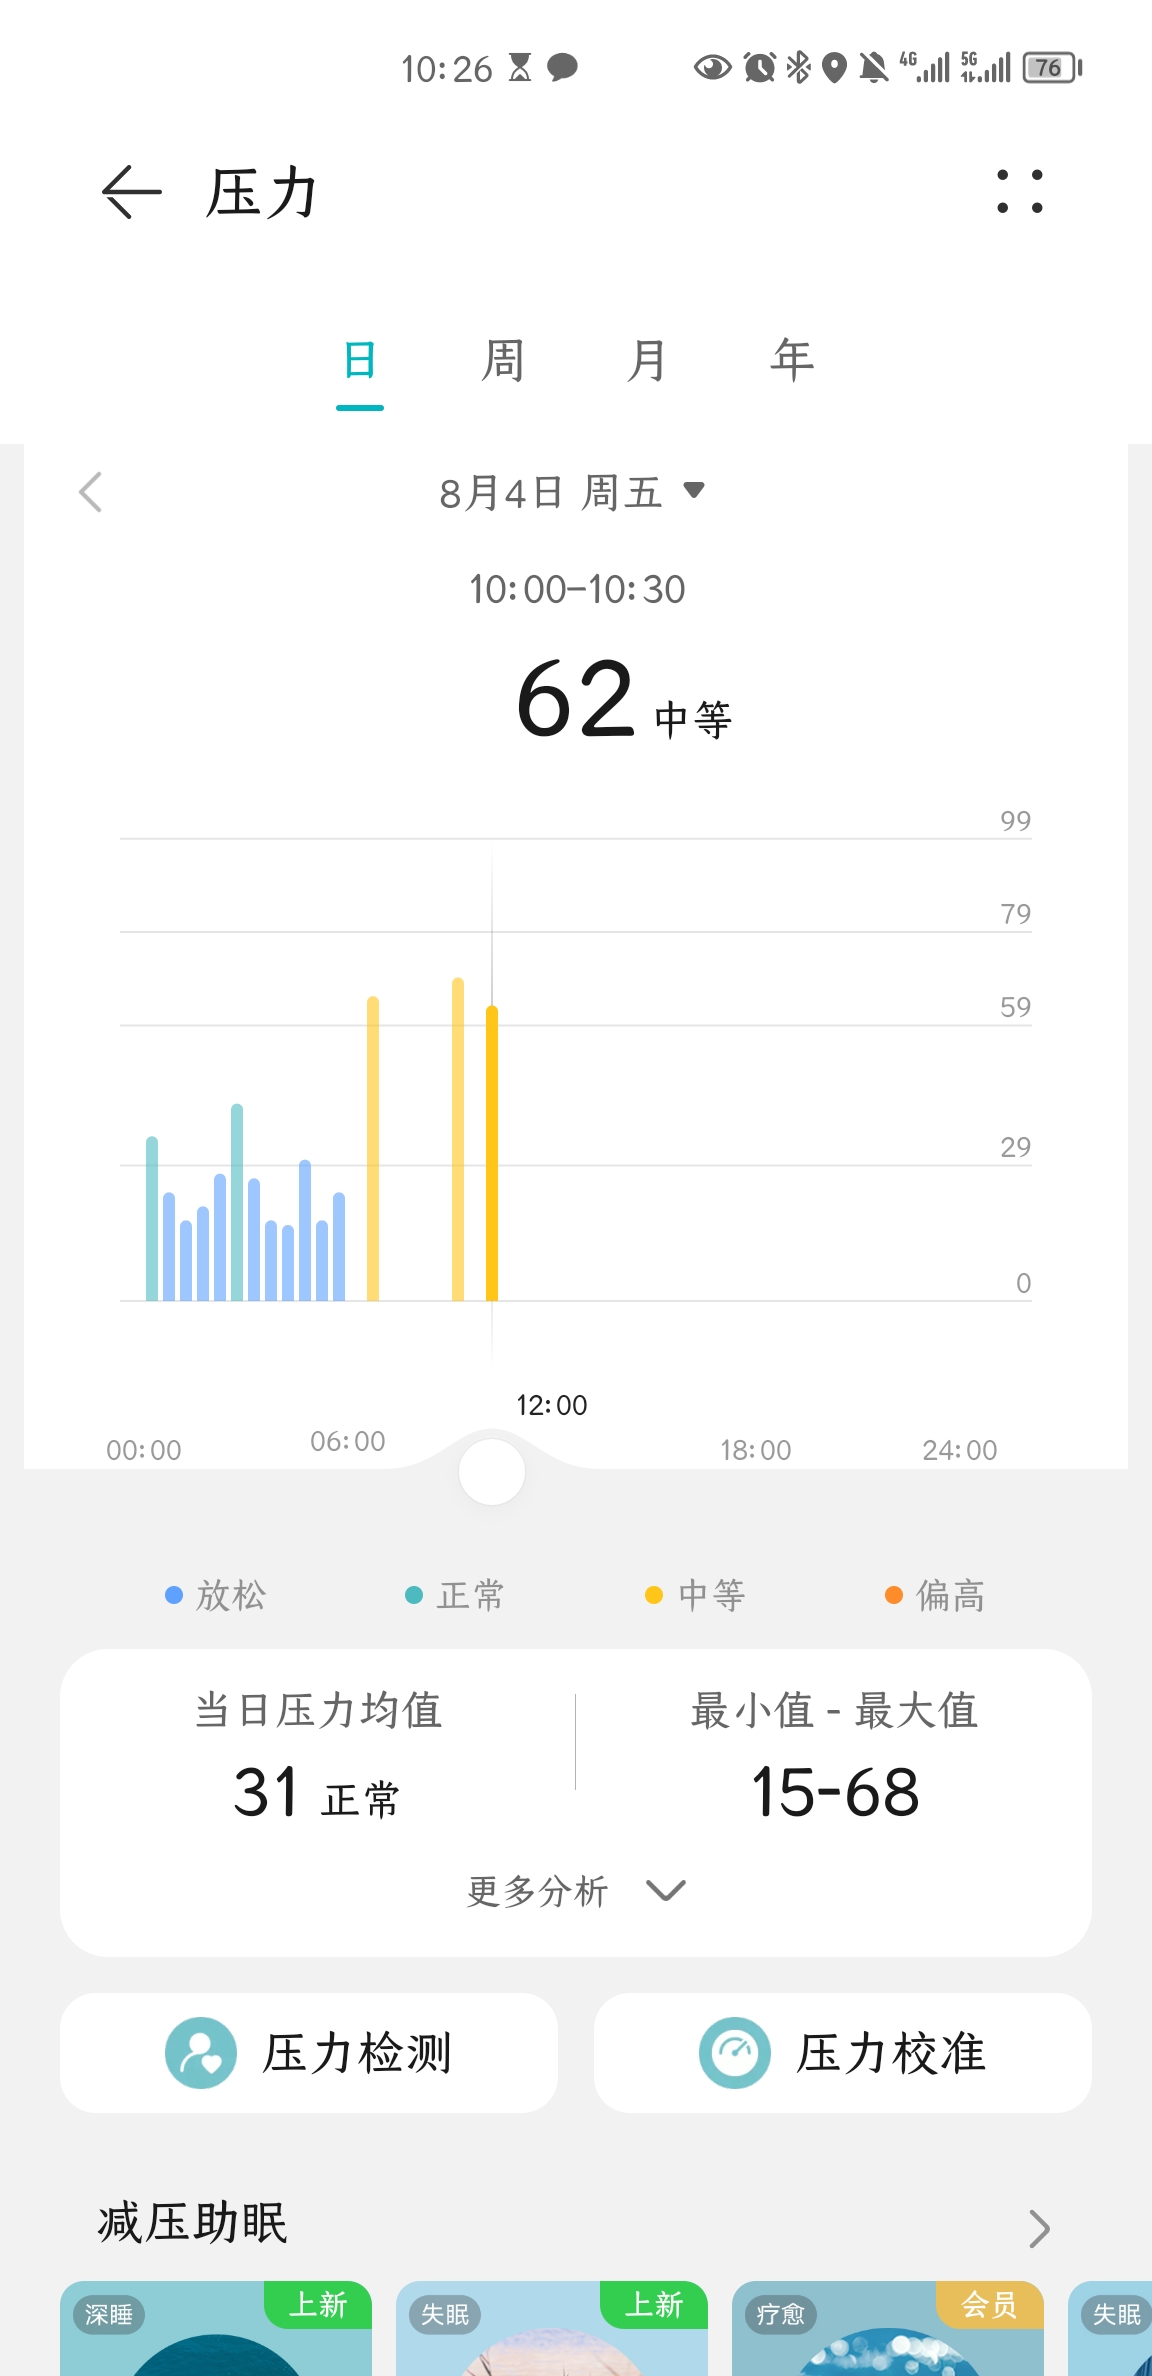 10:26
4G 5G 76
压力
日 周 月 年
8月4日 周五
10:00-10:30
62 中等
99
79
59
29
0
12:00
00:00 06:00 18:00 24:00
放松 正常 中等 偏高
当日压力均值 最小值 - 最大值
31 正常 15-68
更多分析
压力检测 压力校准
减压助眠
深睡 上新 失眠 上新 疗愈 会员 失眠